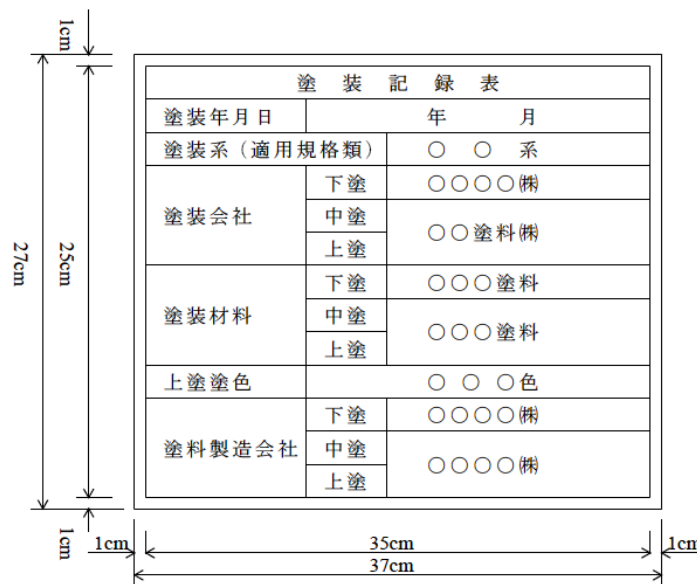 1cm
塗装記録表
塗装年月日 年 月
塗装系(適用規格類) ○ ○ 系
塗装会社 下塗 ○○○○㈱
中塗 ○○塗料㈱
上塗
塗装材料 下塗 ○○○塗料
中塗 ○○○塗料
上塗
上塗塗色 ○ ○ ○色
塗料製造会社 下塗 ○○○○㈱
中塗 ○○○○㈱
上塗
27cm
25cm
1cm
1cm 35cm 1cm
37cm